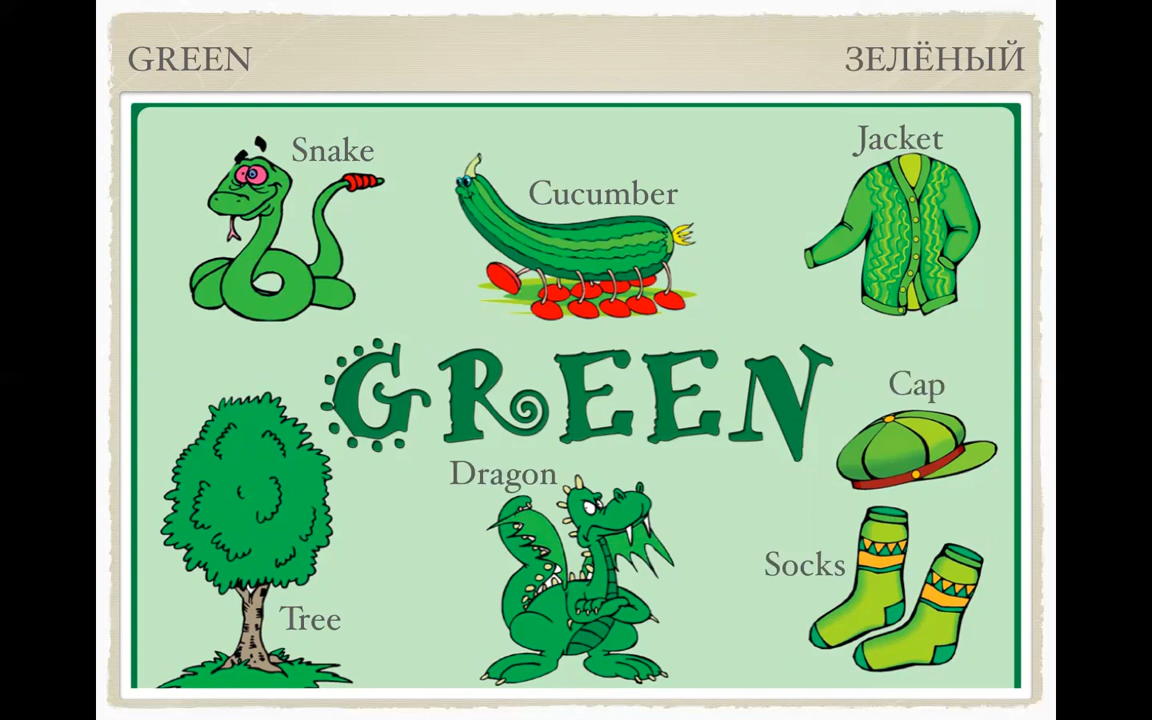 GREEN
ЗЕЛЁНЫЙ
Snake
Cucumber
Jacket
GREEN
Cap
Dragon
Socks
Tree